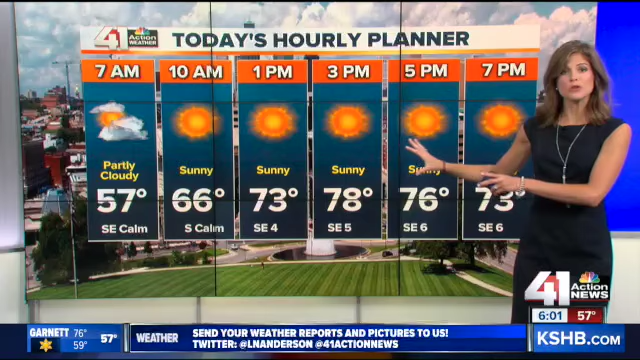 41 Action
WEATHER
TODAY'S HOURLY PLANNER
7 AM 10 AM 1 PM 3 PM 5 PM 7 PM
Partly
Cloudy Sunny Sunny Sunny Sunny
57° 66° 73° 78° 76° 73°
SE Calm S Calm SE 4 SE 5 SE 6 SE 6
41 Action
NEWS
6:01 57°
KSHB.COM
GARNETT 76° 59° 57°
WEATHER
SEND YOUR WEATHER REPORTS AND PICTURES TO US!
TWITTER: @LNANDERSON @41ACTIONNEWS